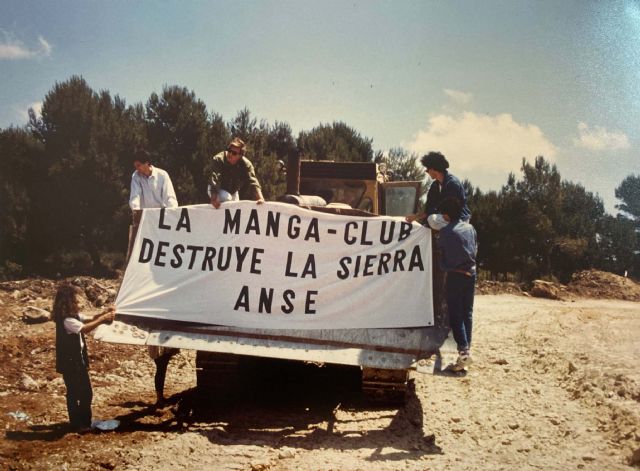 LA MANGA-CLUB
DESTRUYE LA SIERRA
ANSE